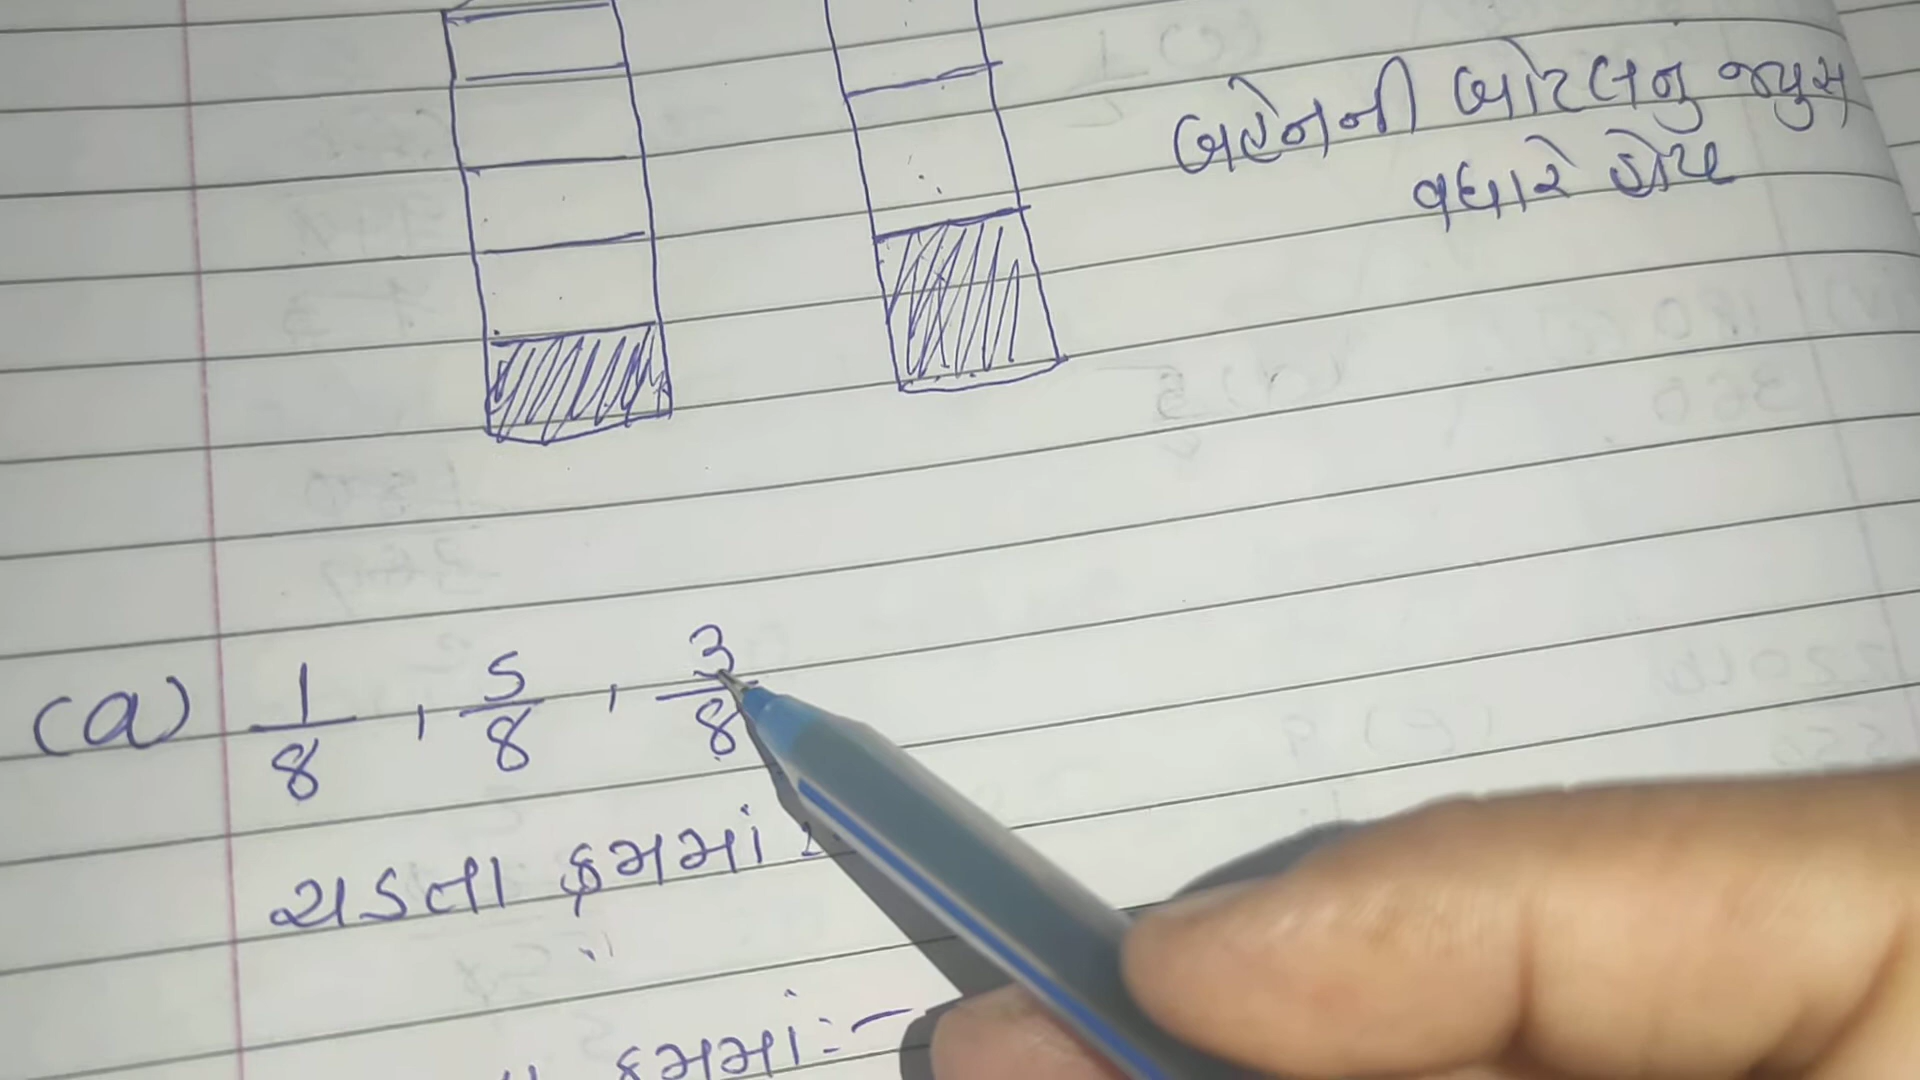 બહેનની બોટલનુ જ્યુસ
વધારે હોય
(a) 1/8 , 5/8 , 3/8
ચડતા ક્રમમાં :-
ક્રમમાં :-